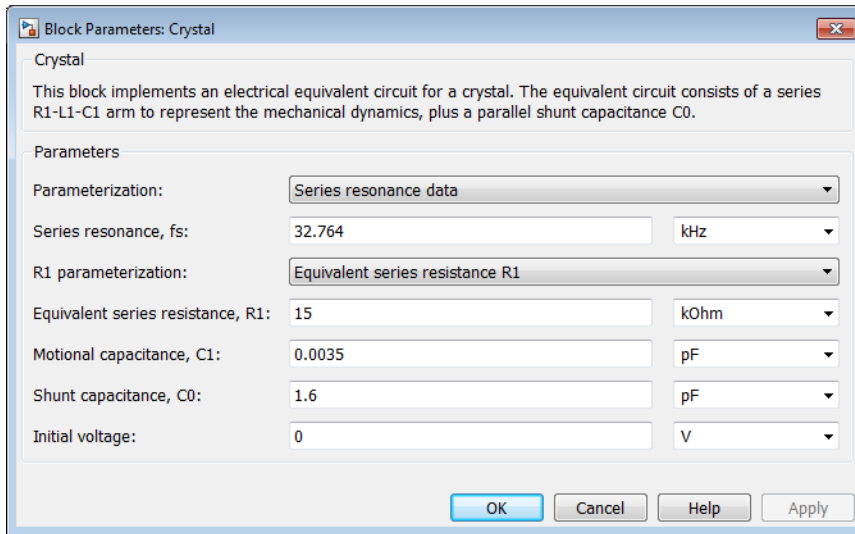 Block Parameters: Crystal
Crystal
This block implements an electrical equivalent circuit for a crystal. The equivalent circuit consists of a series
R1-L1-C1 arm to represent the mechanical dynamics, plus a parallel shunt capacitance C0.
Parameters
Parameterization: Series resonance data
Series resonance, fs: 32.764 kHz
R1 parameterization: Equivalent series resistance R1
Equivalent series resistance, R1: 15 kOhm
Motional capacitance, C1: 0.0035 pF
Shunt capacitance, C0: 1.6 pF
Initial voltage: 0 V
OK Cancel Help Apply